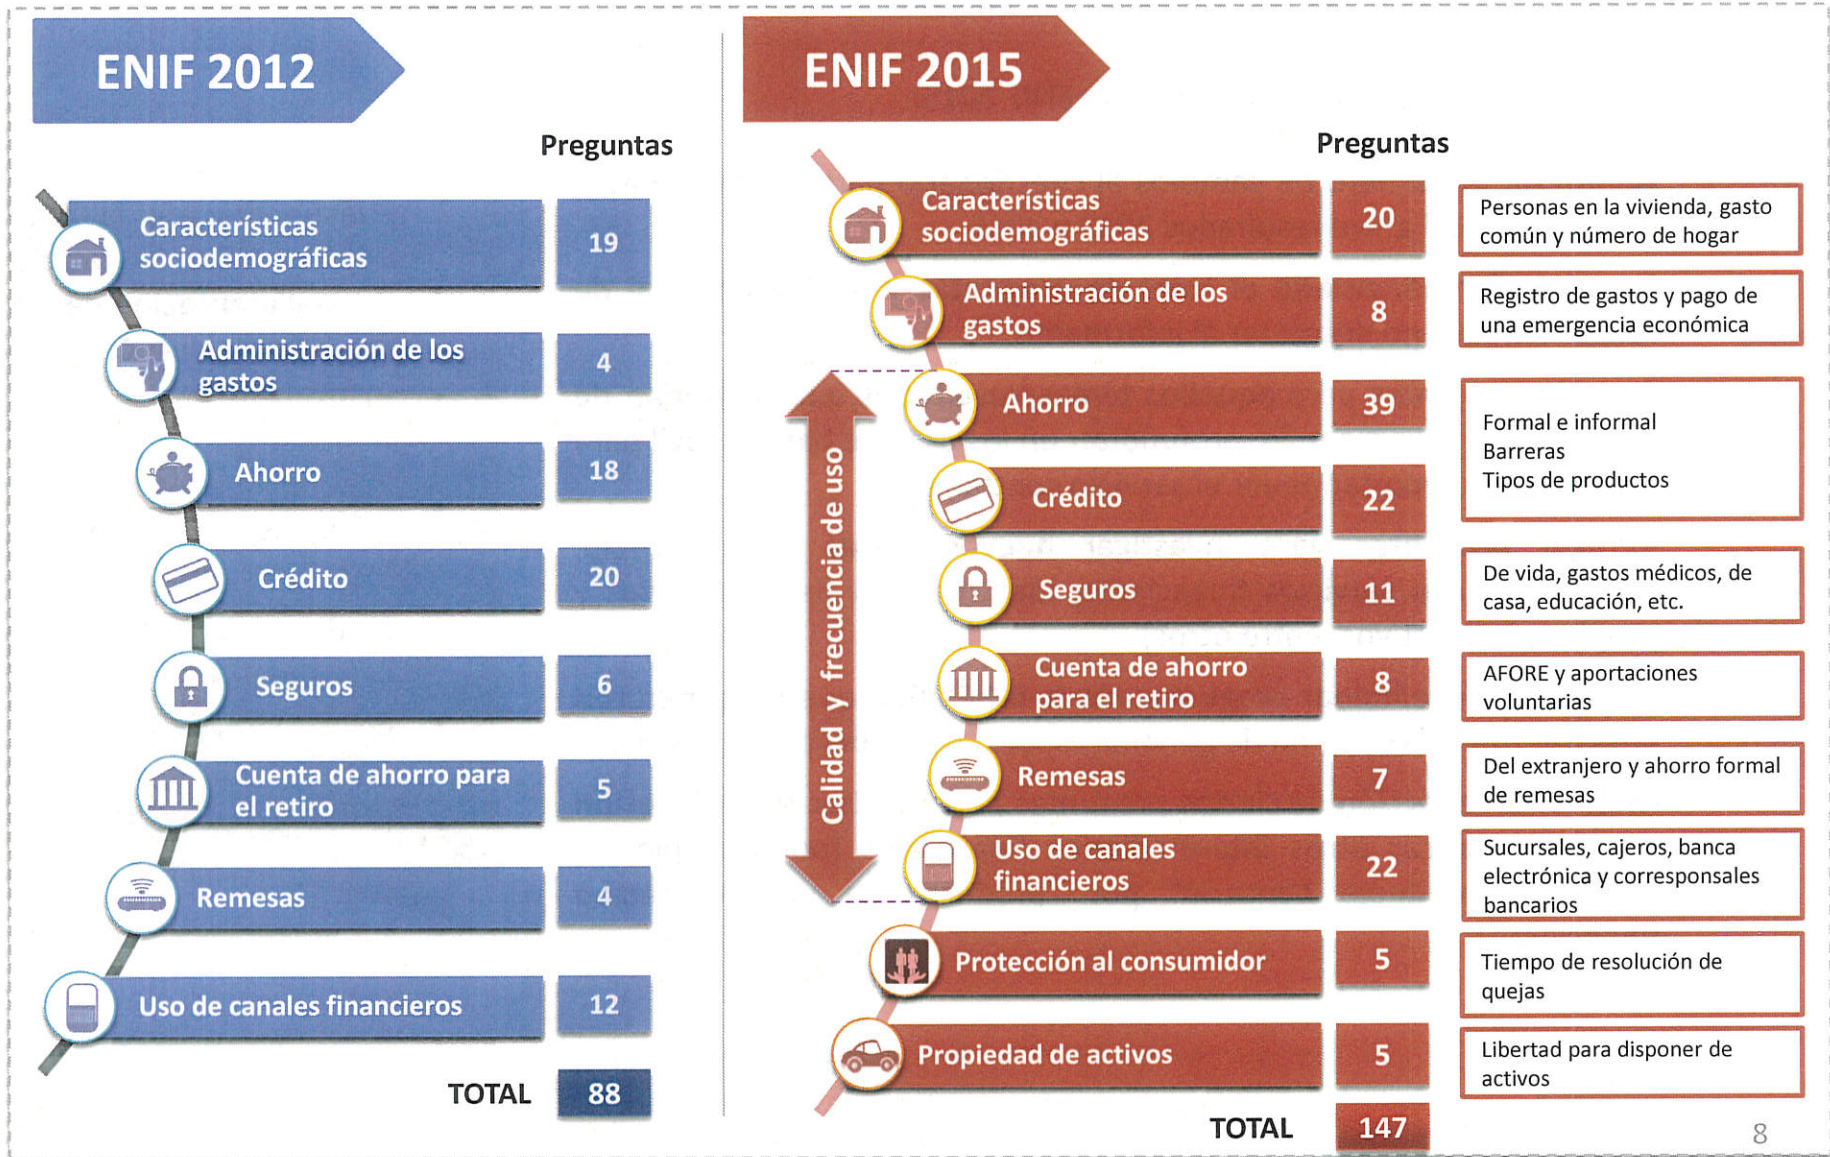 ENIF 2012
Preguntas
Características
sociodemográficas
19
Administración de los
gastos
4
Ahorro
18
Crédito
20
Seguros
6
Cuenta de ahorro para
el retiro
5
Remesas
4
Uso de canales financieros
12
TOTAL
88
ENIF 2015
Preguntas
Características
sociodemográficas
20
Personas en la vivienda, gasto
común y número de hogar
Administración de los
gastos
8
Registro de gastos y pago de
una emergencia económica
Calidad y frecuencia de uso
Ahorro
39
Crédito
22
Formal e informal
Barreras
Tipos de productos
Seguros
11
De vida, gastos médicos, de
casa, educación, etc.
Cuenta de ahorro
para el retiro
8
AFORE y aportaciones
voluntarias
Remesas
7
Del extranjero y ahorro formal
de remesas
Uso de canales
financieros
22
Sucursales, cajeros, banca
electrónica y corresponsales
bancarios
Protección al consumidor
5
Tiempo de resolución de
quejas
Propiedad de activos
5
Libertad para disponer de
activos
TOTAL
147
8